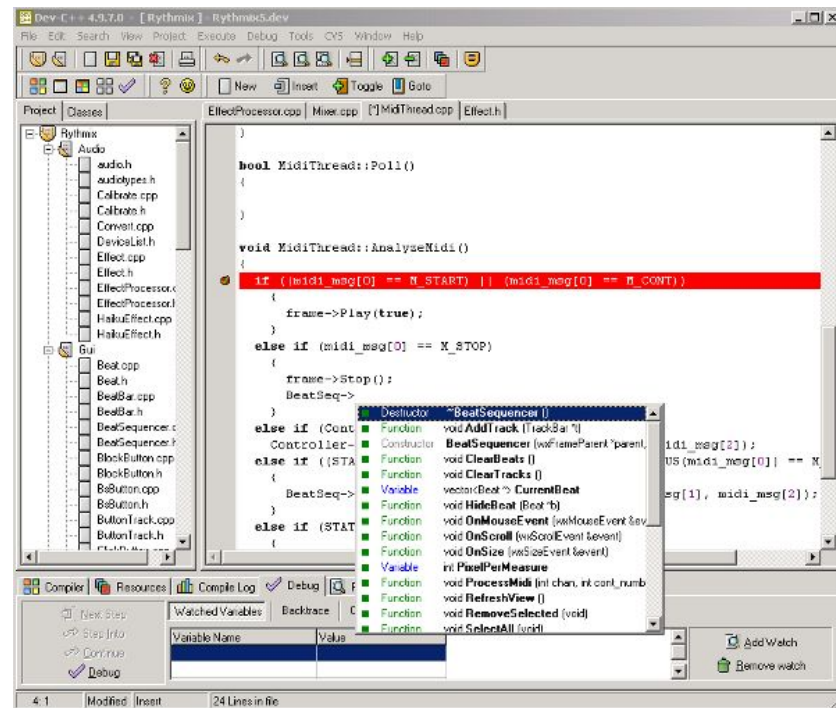 Dev-C++ 4.9.7.0 - [ Rythmix ] - Rythmix5.dev
File Edit Search View Project Execute Debug Tools CVS Window Help
New Insert Toggle Goto
Project Classes
EffectProcessor.cpp Mixer.cpp [*] MidiThread.cpp Effect.h
Rythmix
Audio
audio.h
audiotypes.h
Calibrate.cpp
Calibrate.h
Convert.cpp
DeviceList.h
Effect.cpp
Effect.h
EffectProcessor.c
EffectProcessor.h
HaikuEffect.cpp
HaikuEffect.h
Gui
Beat.cpp
Beat.h
BeatBar.cpp
BeatBar.h
BeatSequencer.c
BeatSequencer.h
BlockButton.cpp
BlockButton.h
BsButton.cpp
BsButton.h
ButtonTrack.cpp
ButtonTrack.h
}
bool MidiThread::Poll()
{
}
void MidiThread::AnalyzeMidi()
{
if ((midi_msg[0] == M_START) || (midi_msg[0] == M_CONT))
{
frame->Play(true);
}
else if (midi_msg[0] == M_STOP)
{
frame->Stop();
BeatSeq->
}
else if (Cont
Controller- idi_msg[2]);
else if ((STA US(midi_msg[0]) == M
{
BeatSeq-> sg[1], midi_msg[2]);
}
else if (STAT
{
Destructor ~BeatSequencer ()
Function void AddTrack (TrackBar *t)
Constructor BeatSequencer (wxFrameParent *parent,
Function void ClearBeats ()
Function void ClearTracks ()
Variable vector<Beat *> CurrentBeat
Function void HideBeat (Beat *b)
Function void OnMouseEvent (wxMouseEvent &ev
Function void OnScroll (wxScrollEvent &event)
Function void OnSize (wxSizeEvent &event)
Variable int PixelPerMeasure
Function void ProcessMidi (int chan, int cont_numb
Function void RefreshView ()
Function void RemoveSelected (void)
Function void SelectAll (void)
Compiler Resources Compile Log Debug
Next Step
Step Into
Continue
Debug
Watched Variables Backtrace
Variable Name Value
Add Watch
Remove watch
4: 1 Modified Insert 24 Lines in file